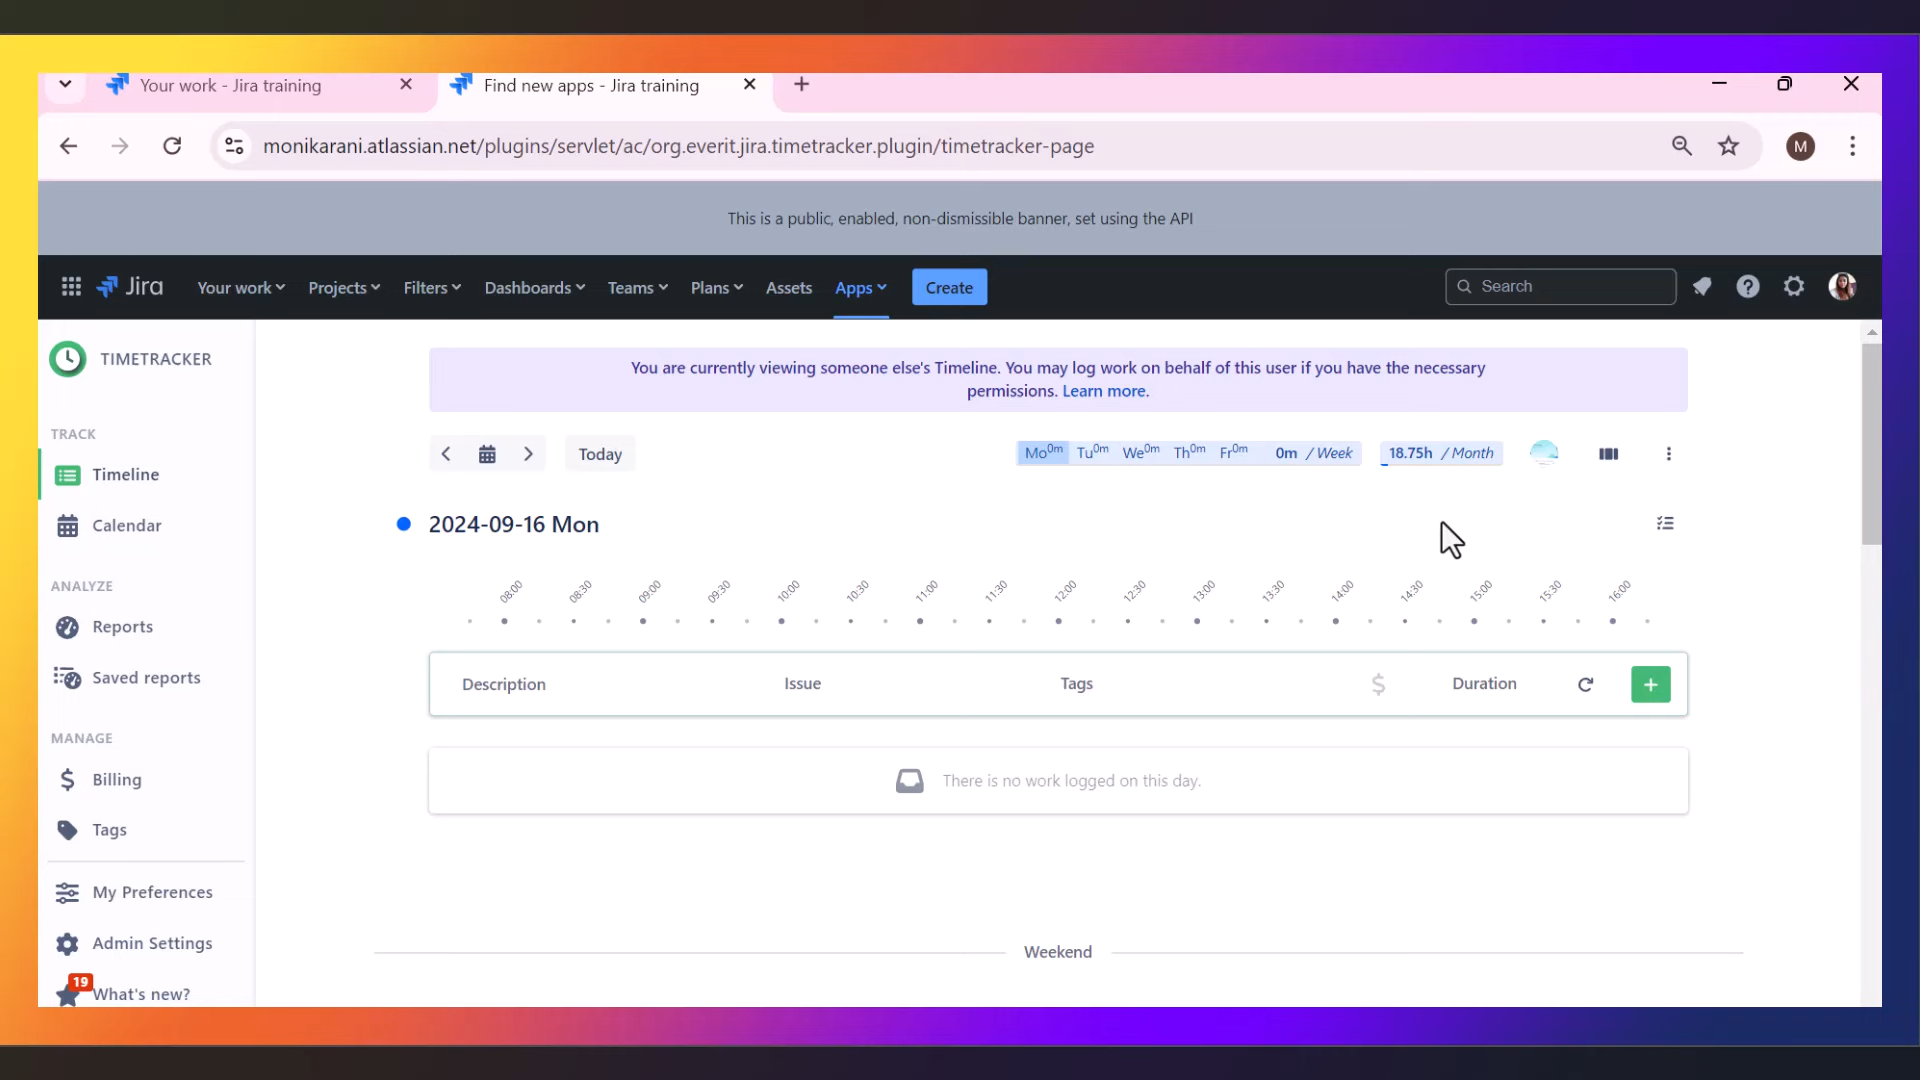 Your work - Jira training
Find new apps - Jira training
monikarani.atlassian.net/plugins/servlet/ac/org.everit.jira.timetracker.plugin/timetracker-page
M
This is a public, enabled, non-dismissible banner, set using the API
Jira
Your work
Projects
Filters
Dashboards
Teams
Plans
Assets
Apps
Create
Search
TIMETRACKER
TRACK
Timeline
Calendar
ANALYZE
Reports
Saved reports
MANAGE
$ Billing
Tags
My Preferences
Admin Settings
19
What's new?
You are currently viewing someone else's Timeline. You may log work on behalf of this user if you have the necessary
permissions. Learn more.
Today
Mo0m Tu0m We0m Th0m Fr0m 0m / Week
18.75h / Month
2024-09-16 Mon
08:00 08:30 09:00 09:30 10:00 10:30 11:00 11:30 12:00 12:30 13:00 13:30 14:00 14:30 15:00 15:30 16:00
Description Issue Tags $ Duration +
There is no work logged on this day.
Weekend